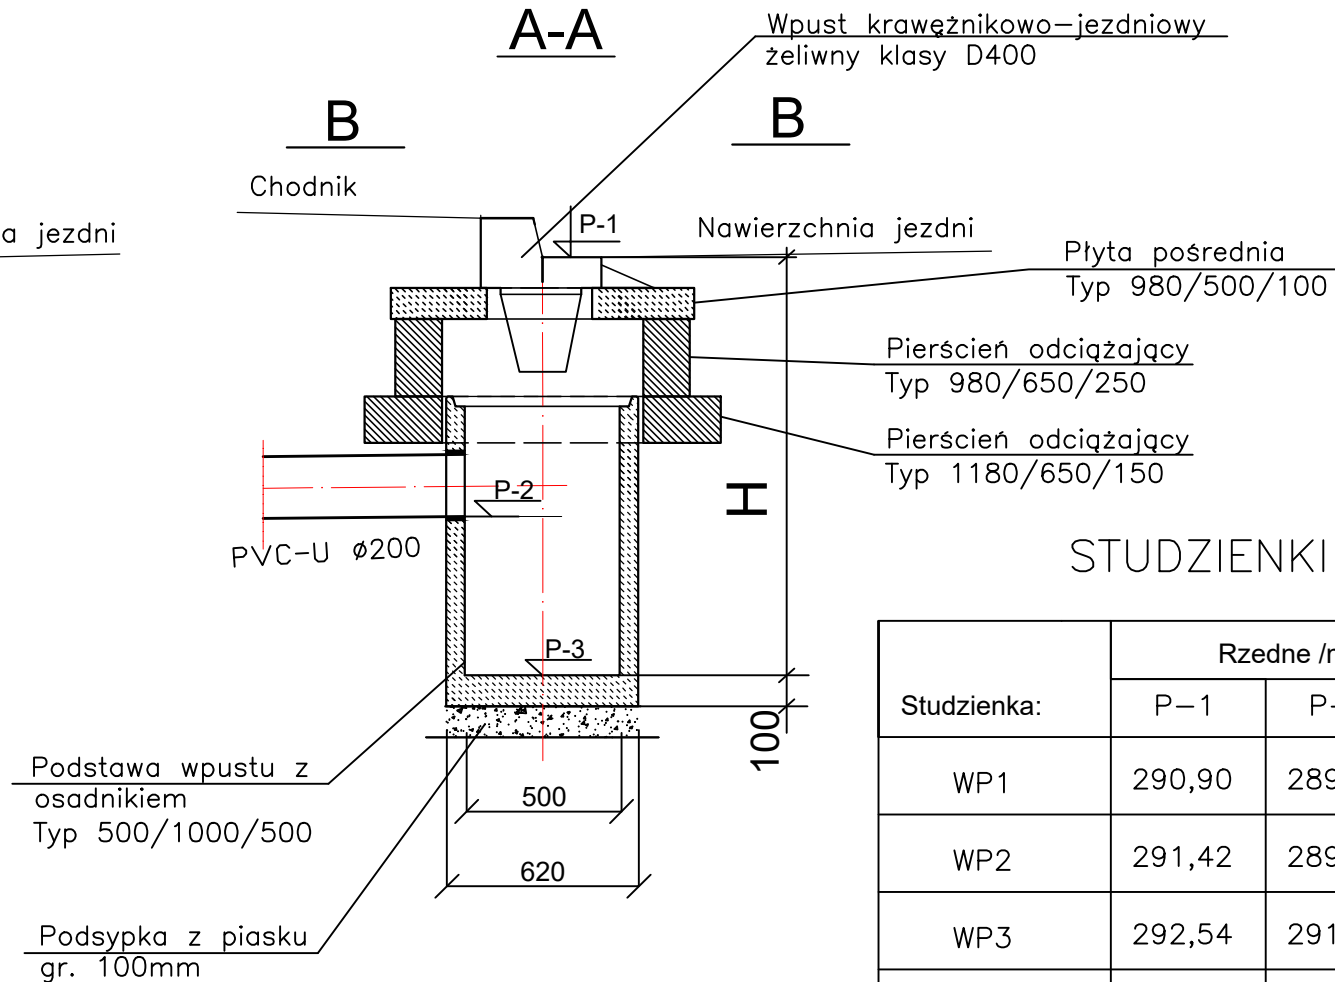 A-A
Wpust krawężnikowo-jezdniowy
żeliwny klasy D400
B
B
Chodnik
P-1
a jezdni
Nawierzchnia jezdni
Płyta pośrednia
Typ 980/500/100
Pierścień odciążający
Typ 980/650/250
Pierścień odciążający
Typ 1180/650/150
P-2
H
PVC-U ø200
STUDZIENKI
P-3
Rzedne /
Studzienka:
P-1
P-
100
WP1
290,90
289
Podstawa wpustu z
osadnikiem
Typ 500/1000/500
500
WP2
291,42
289
620
WP3
292,54
291
Podsypka z piasku
gr. 100mm